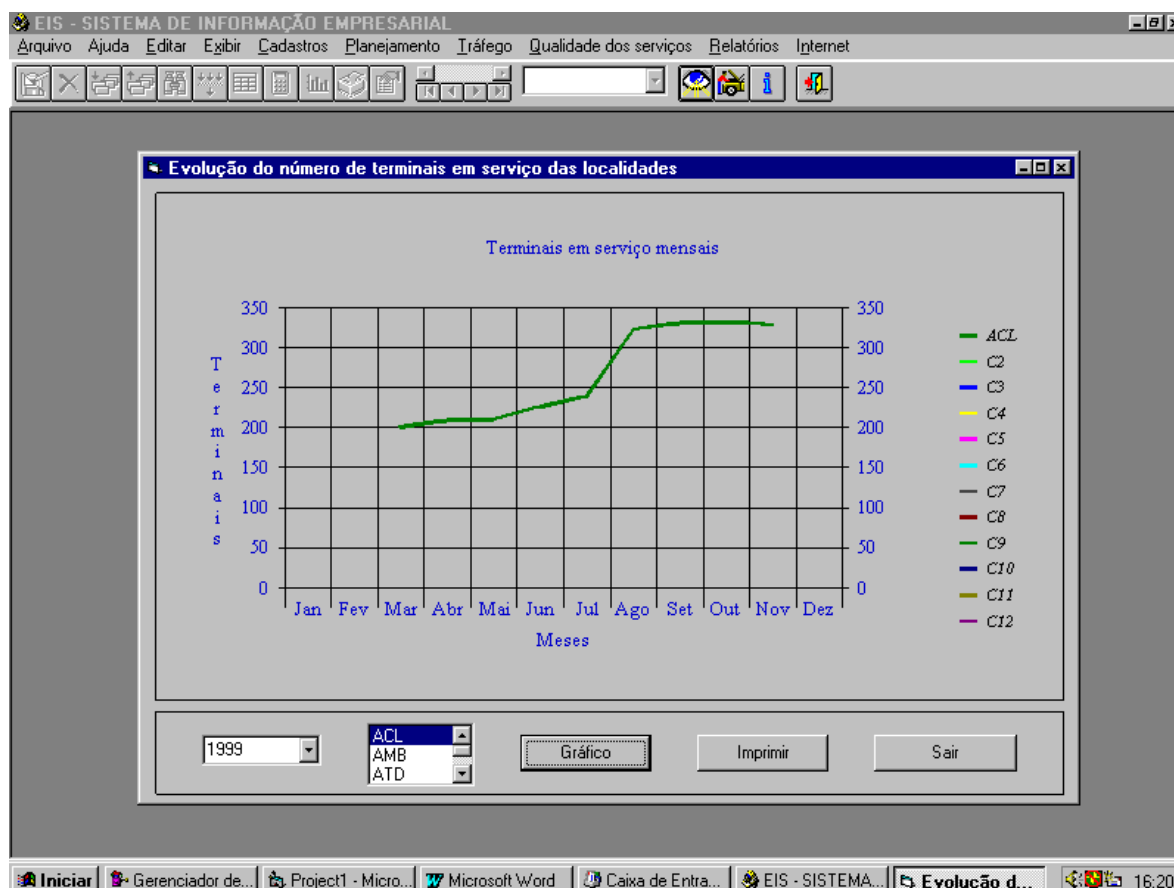 EIS - SISTEMA DE INFORMAÇÃO EMPRESARIAL
Arquivo Ajuda Editar Exibir Cadastros Planejamento Tráfego Qualidade dos serviços Relatórios Internet
Evolução do número de terminais em serviço das localidades
Terminais em serviço mensais
Terminais
350 350
300 300
250 250
200 200
150 150
100 100
50 50
0 0
Jan Fev Mar Abr Mai Jun Jul Ago Set Out Nov Dez
Meses
ACL
C2
C3
C4
C5
C6
C7
C8
C9
C10
C11
C12
1999
ACL
AMB
ATD
Gráfico Imprimir Sair
Iniciar Gerenciador de... Project1 - Micro... Microsoft Word Caixa de Entra... EIS - SISTEMA... Evolução d...